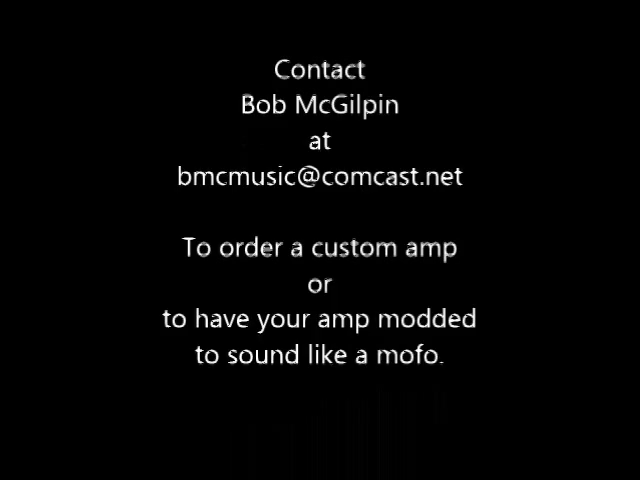 Contact
Bob McGilpin
at
bmcmusic@comcast.net
To order a custom amp
or
to have your amp modded
to sound like a mofo.